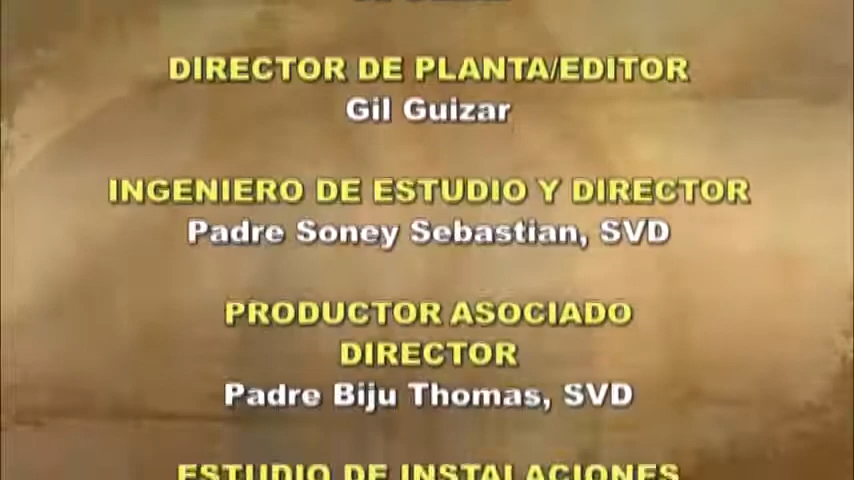 DIRECTOR DE PLANTA/EDITOR
Gil Guizar
INGENIERO DE ESTUDIO Y DIRECTOR
Padre Soney Sebastian, SVD
PRODUCTOR ASOCIADO
DIRECTOR
Padre Biju Thomas, SVD
ESTUDIO DE INSTALACIONES